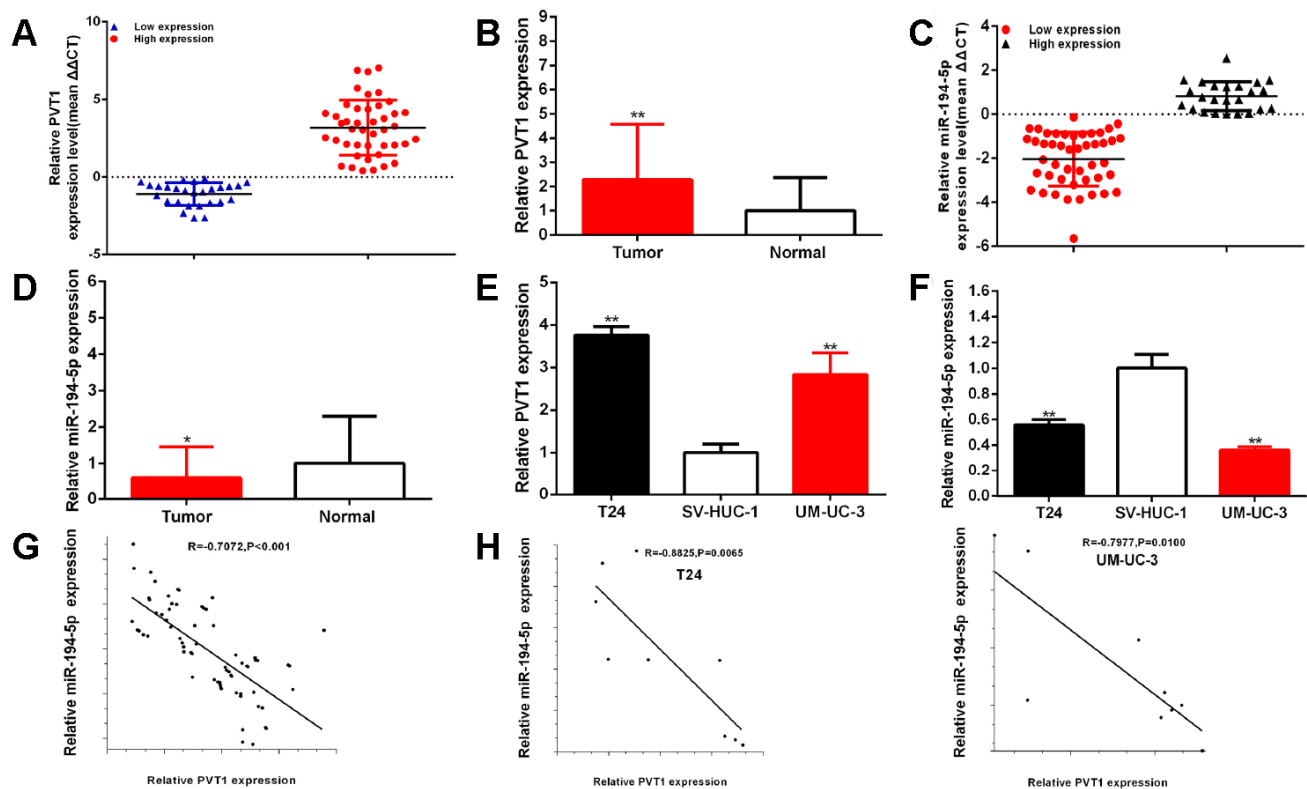 A
Relative PVT1
expression level(mean ΔΔCT)
10
5
0
-5
Low expression
High expression
B
Relative PVT1 expression
9
8
7
6
5
4
3
2
1
0
**
Tumor
Normal
C
Relative miR-194-5p
expression level(mean ΔΔCT)
4
2
0
-2
-4
-6
Low expression
High expression
D
Relative miR-194-5p expression
6
5
4
3
2
1
0
*
Tumor
Normal
E
Relative PVT1 expression
5
4
3
2
1
0
**
**
T24
SV-HUC-1
UM-UC-3
F
Relative miR-194-5p expression
1.6
1.4
1.2
1.0
0.8
0.6
0.4
0.2
0.0
**
**
T24
SV-HUC-1
UM-UC-3
G
Relative miR-194-5p expression
R=-0.7072,P<0.001
Relative PVT1 expression
H
Relative miR-194-5p expression
R=-0.8825,P=0.0065
T24
Relative PVT1 expression
Relative miR-194-5p expression
R=-0.7977,P=0.0100
UM-UC-3
Relative PVT1 expression